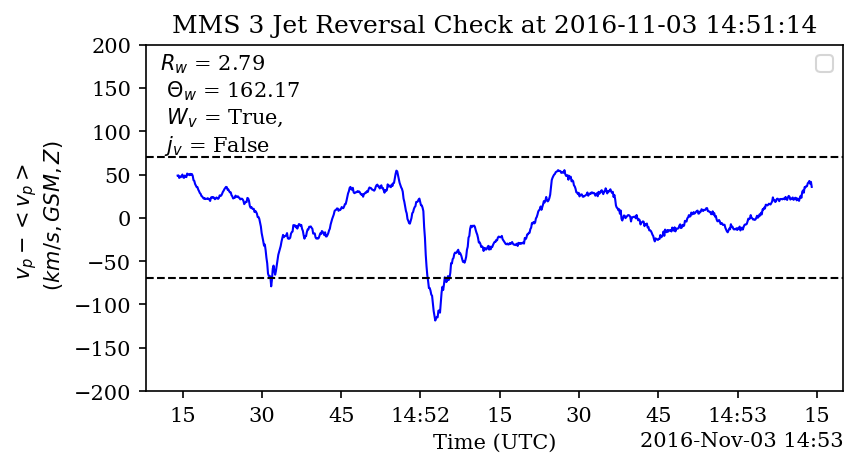 MMS 3 Jet Reversal Check at 2016-11-03 14:51:14
R_w = 2.79
Θ_w = 162.17
W_v = True,
j_v = False
v_p − < v_p >
(km/s, GSM, Z)
200
150
100
50
0
−50
−100
−150
−200
15
30
45
14:52
15
30
45
14:53
15
Time (UTC)
2016-Nov-03 14:53